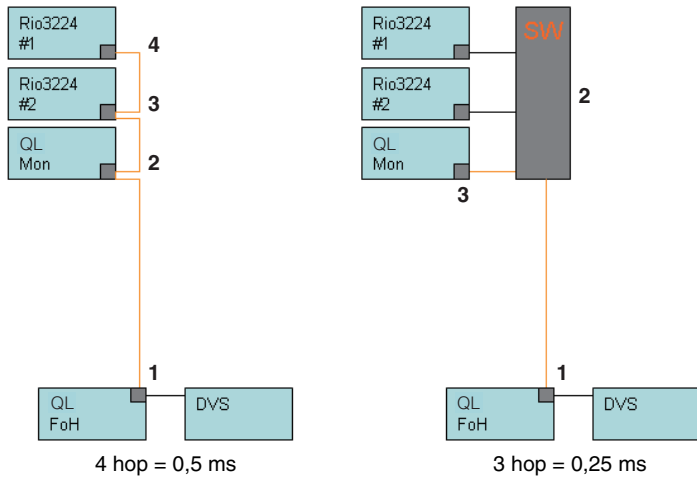 Rio3224
#1
4
Rio3224
#2
3
QL
Mon
2
1
QL
FoH
DVS
4 hop = 0,5 ms
Rio3224
#1
SW
Rio3224
#2
2
QL
Mon
3
1
QL
FoH
DVS
3 hop = 0,25 ms